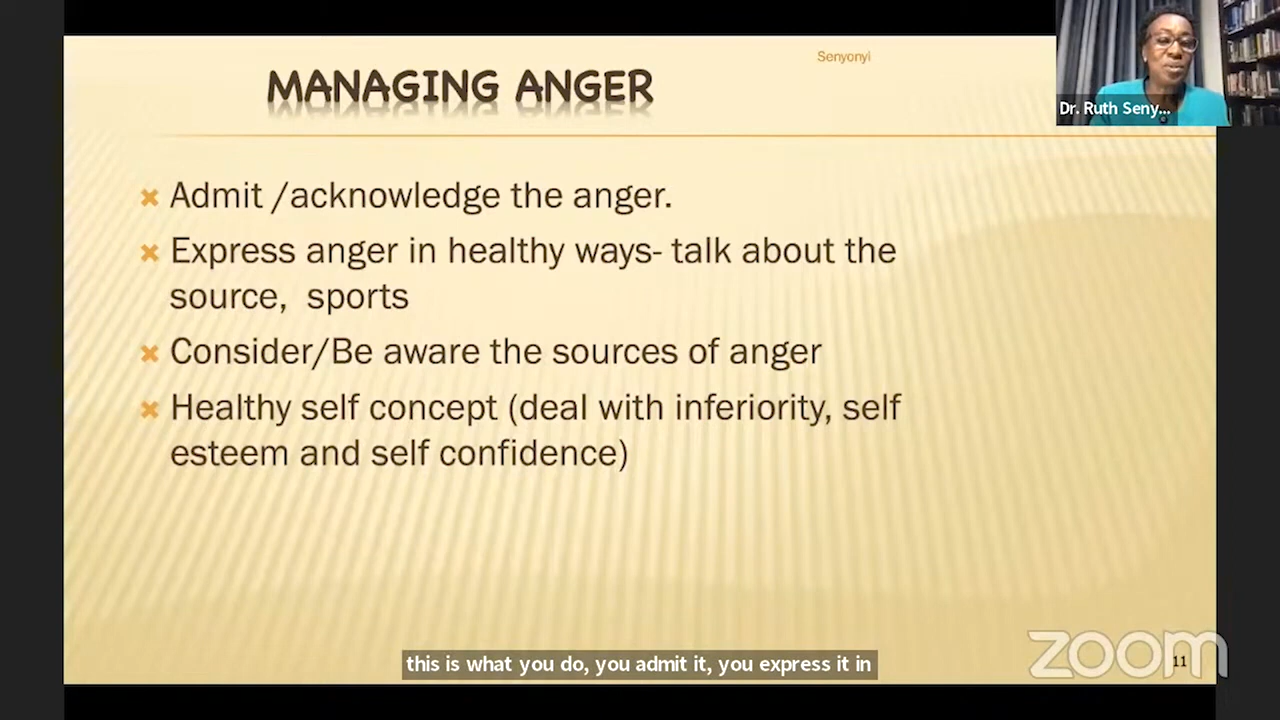 Senyonyi
MANAGING ANGER
Dr. Ruth Seny...
Admit /acknowledge the anger.
Express anger in healthy ways- talk about the
source,  sports
Consider/Be aware the sources of anger
Healthy self concept (deal with inferiority, self
esteem and self confidence)
this is what you do, you admit it, you express it in
zoom
11